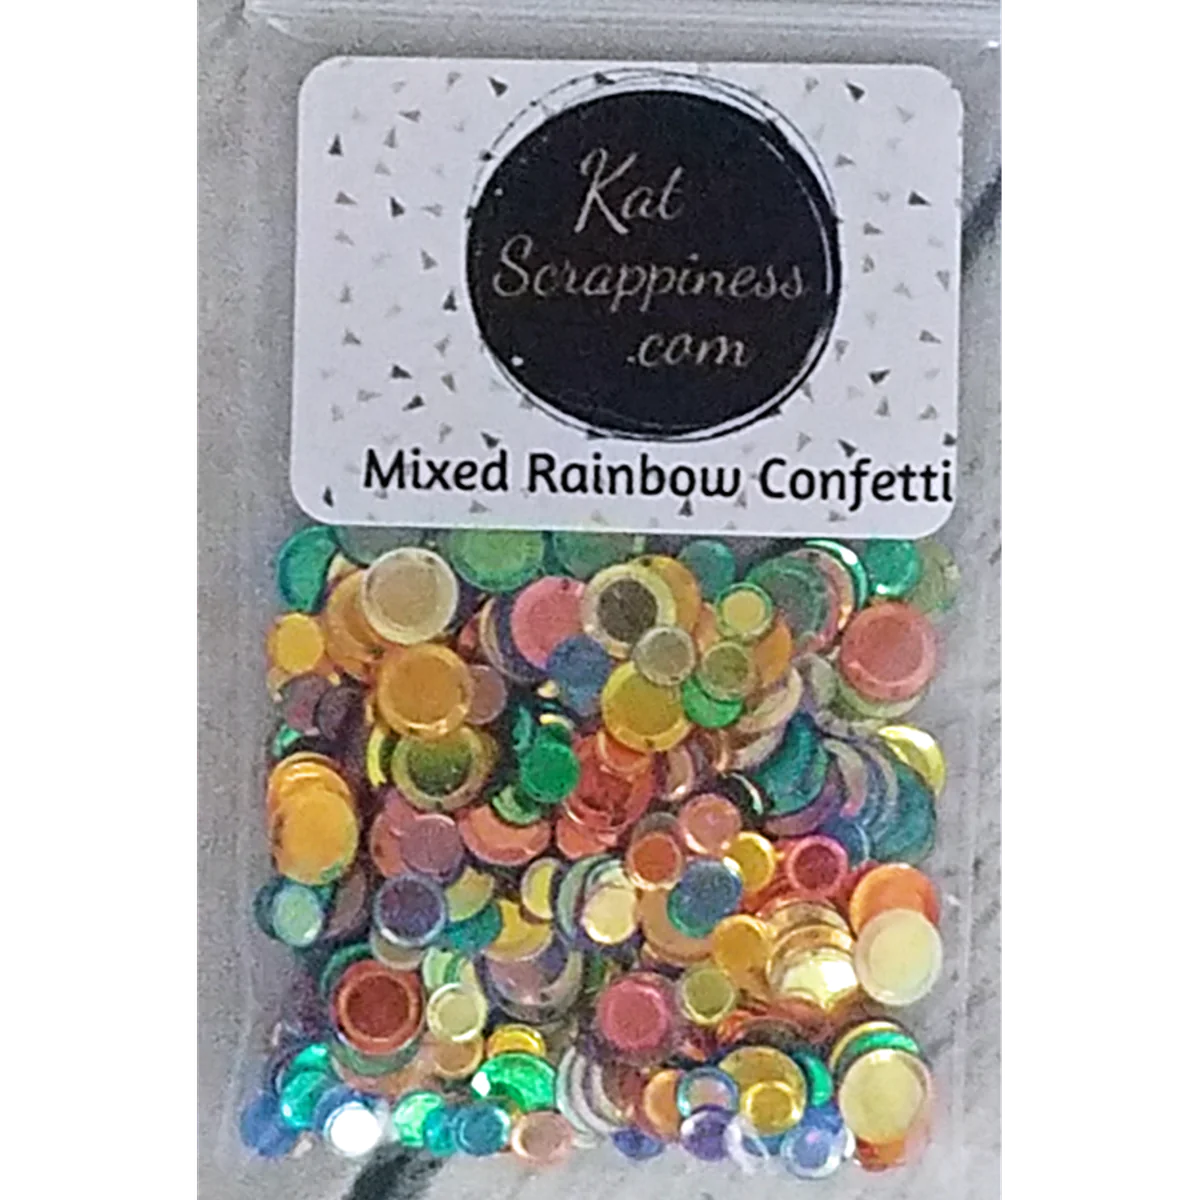 Kat
Scrappiness
.com
Mixed Rainbow Confetti